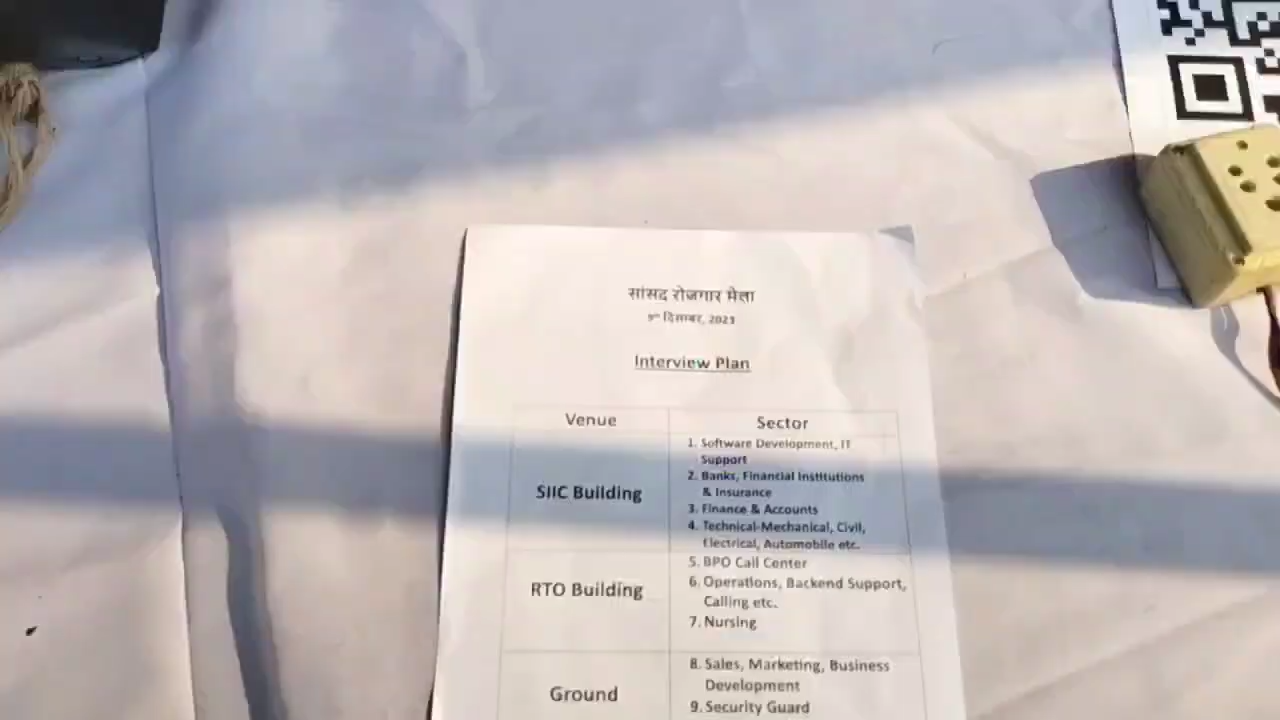 सांसद रोजगार मेला
9ᵗʰ दिसम्बर, 2023
Interview Plan
Venue Sector
SIIC Building
1. Software Development, IT
Support
2. Banks, Financial Institutions
& Insurance
3. Finance & Accounts
4. Technical-Mechanical, Civil,
Electrical, Automobile etc.
RTO Building
5. BPO Call Center
6. Operations, Backend Support,
Calling etc.
7. Nursing
Ground
8. Sales, Marketing, Business
Development
9. Security Guard